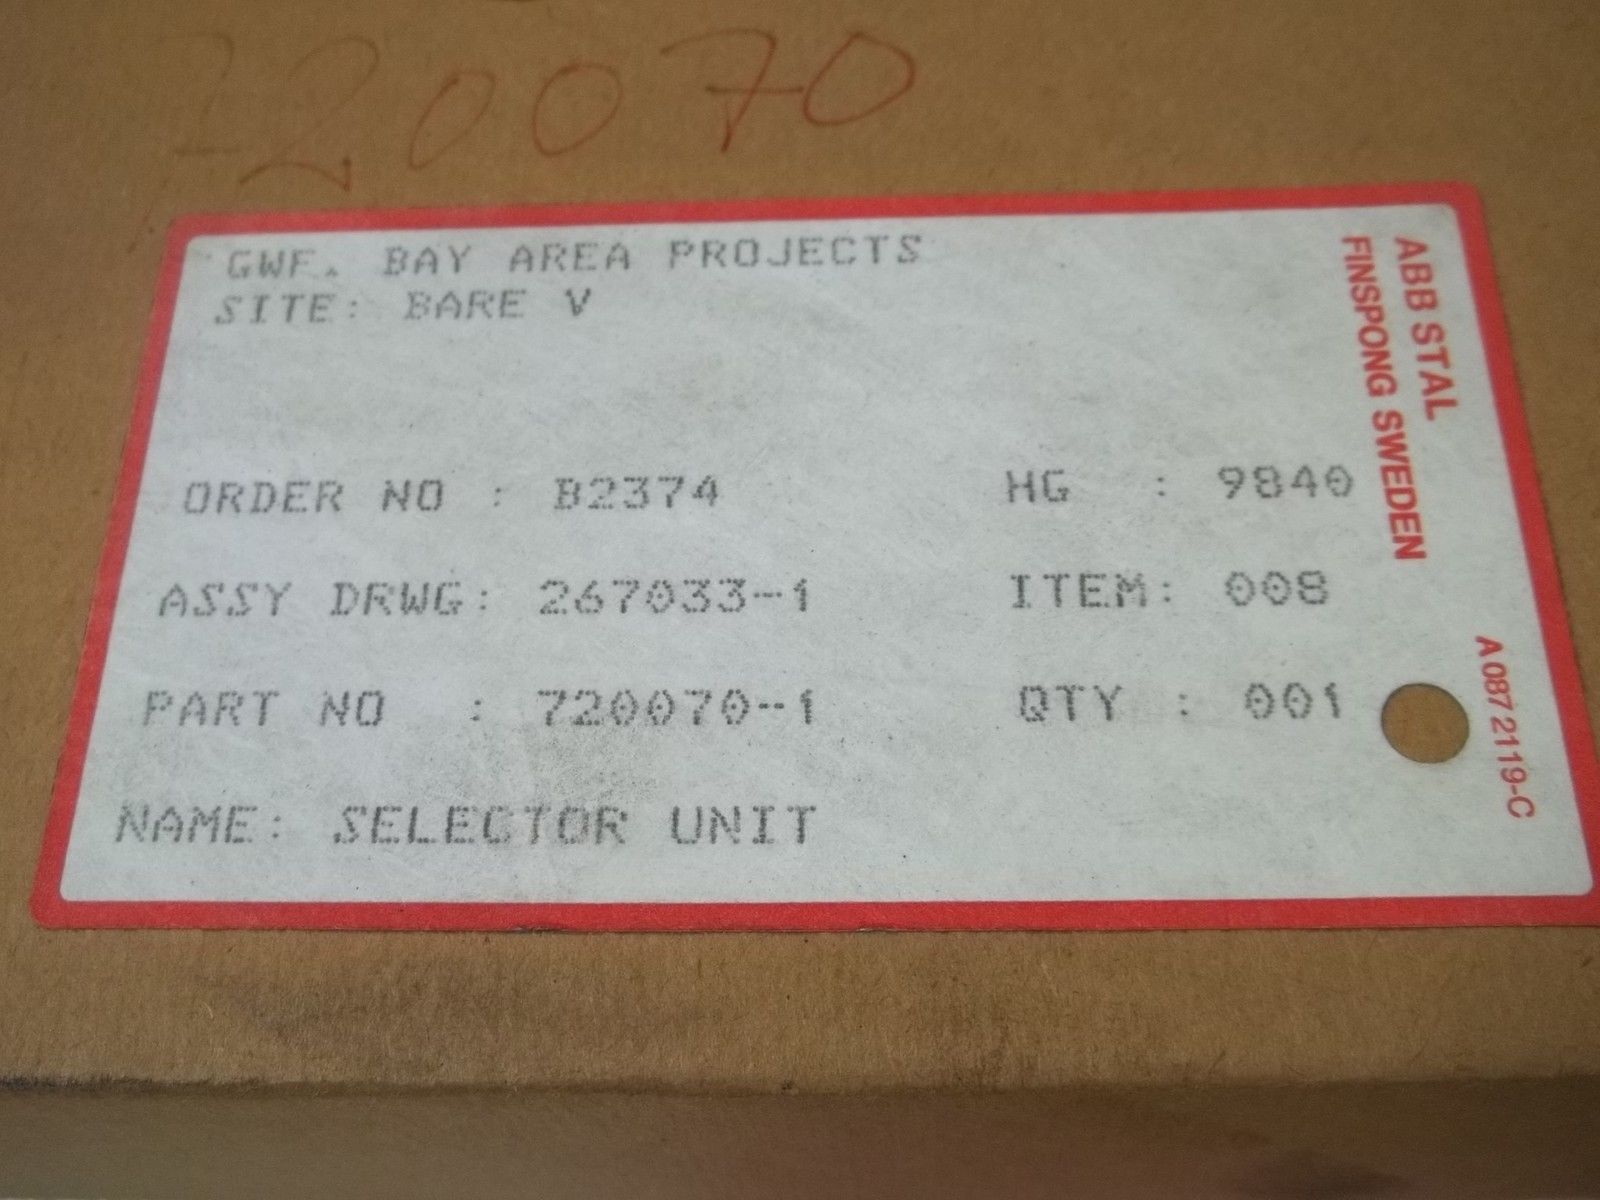 720070
GWF. BAY AREA PROJECTS
SITE: BARE V
ORDER NO : B2374 HG : 9840
ASSY DRWG: 267033-1 ITEM: 008
PART NO : 720070-1 QTY : 001
NAME: SELECTOR UNIT
ABB STAL
FINSPONG SWEDEN
A 087 2119-C